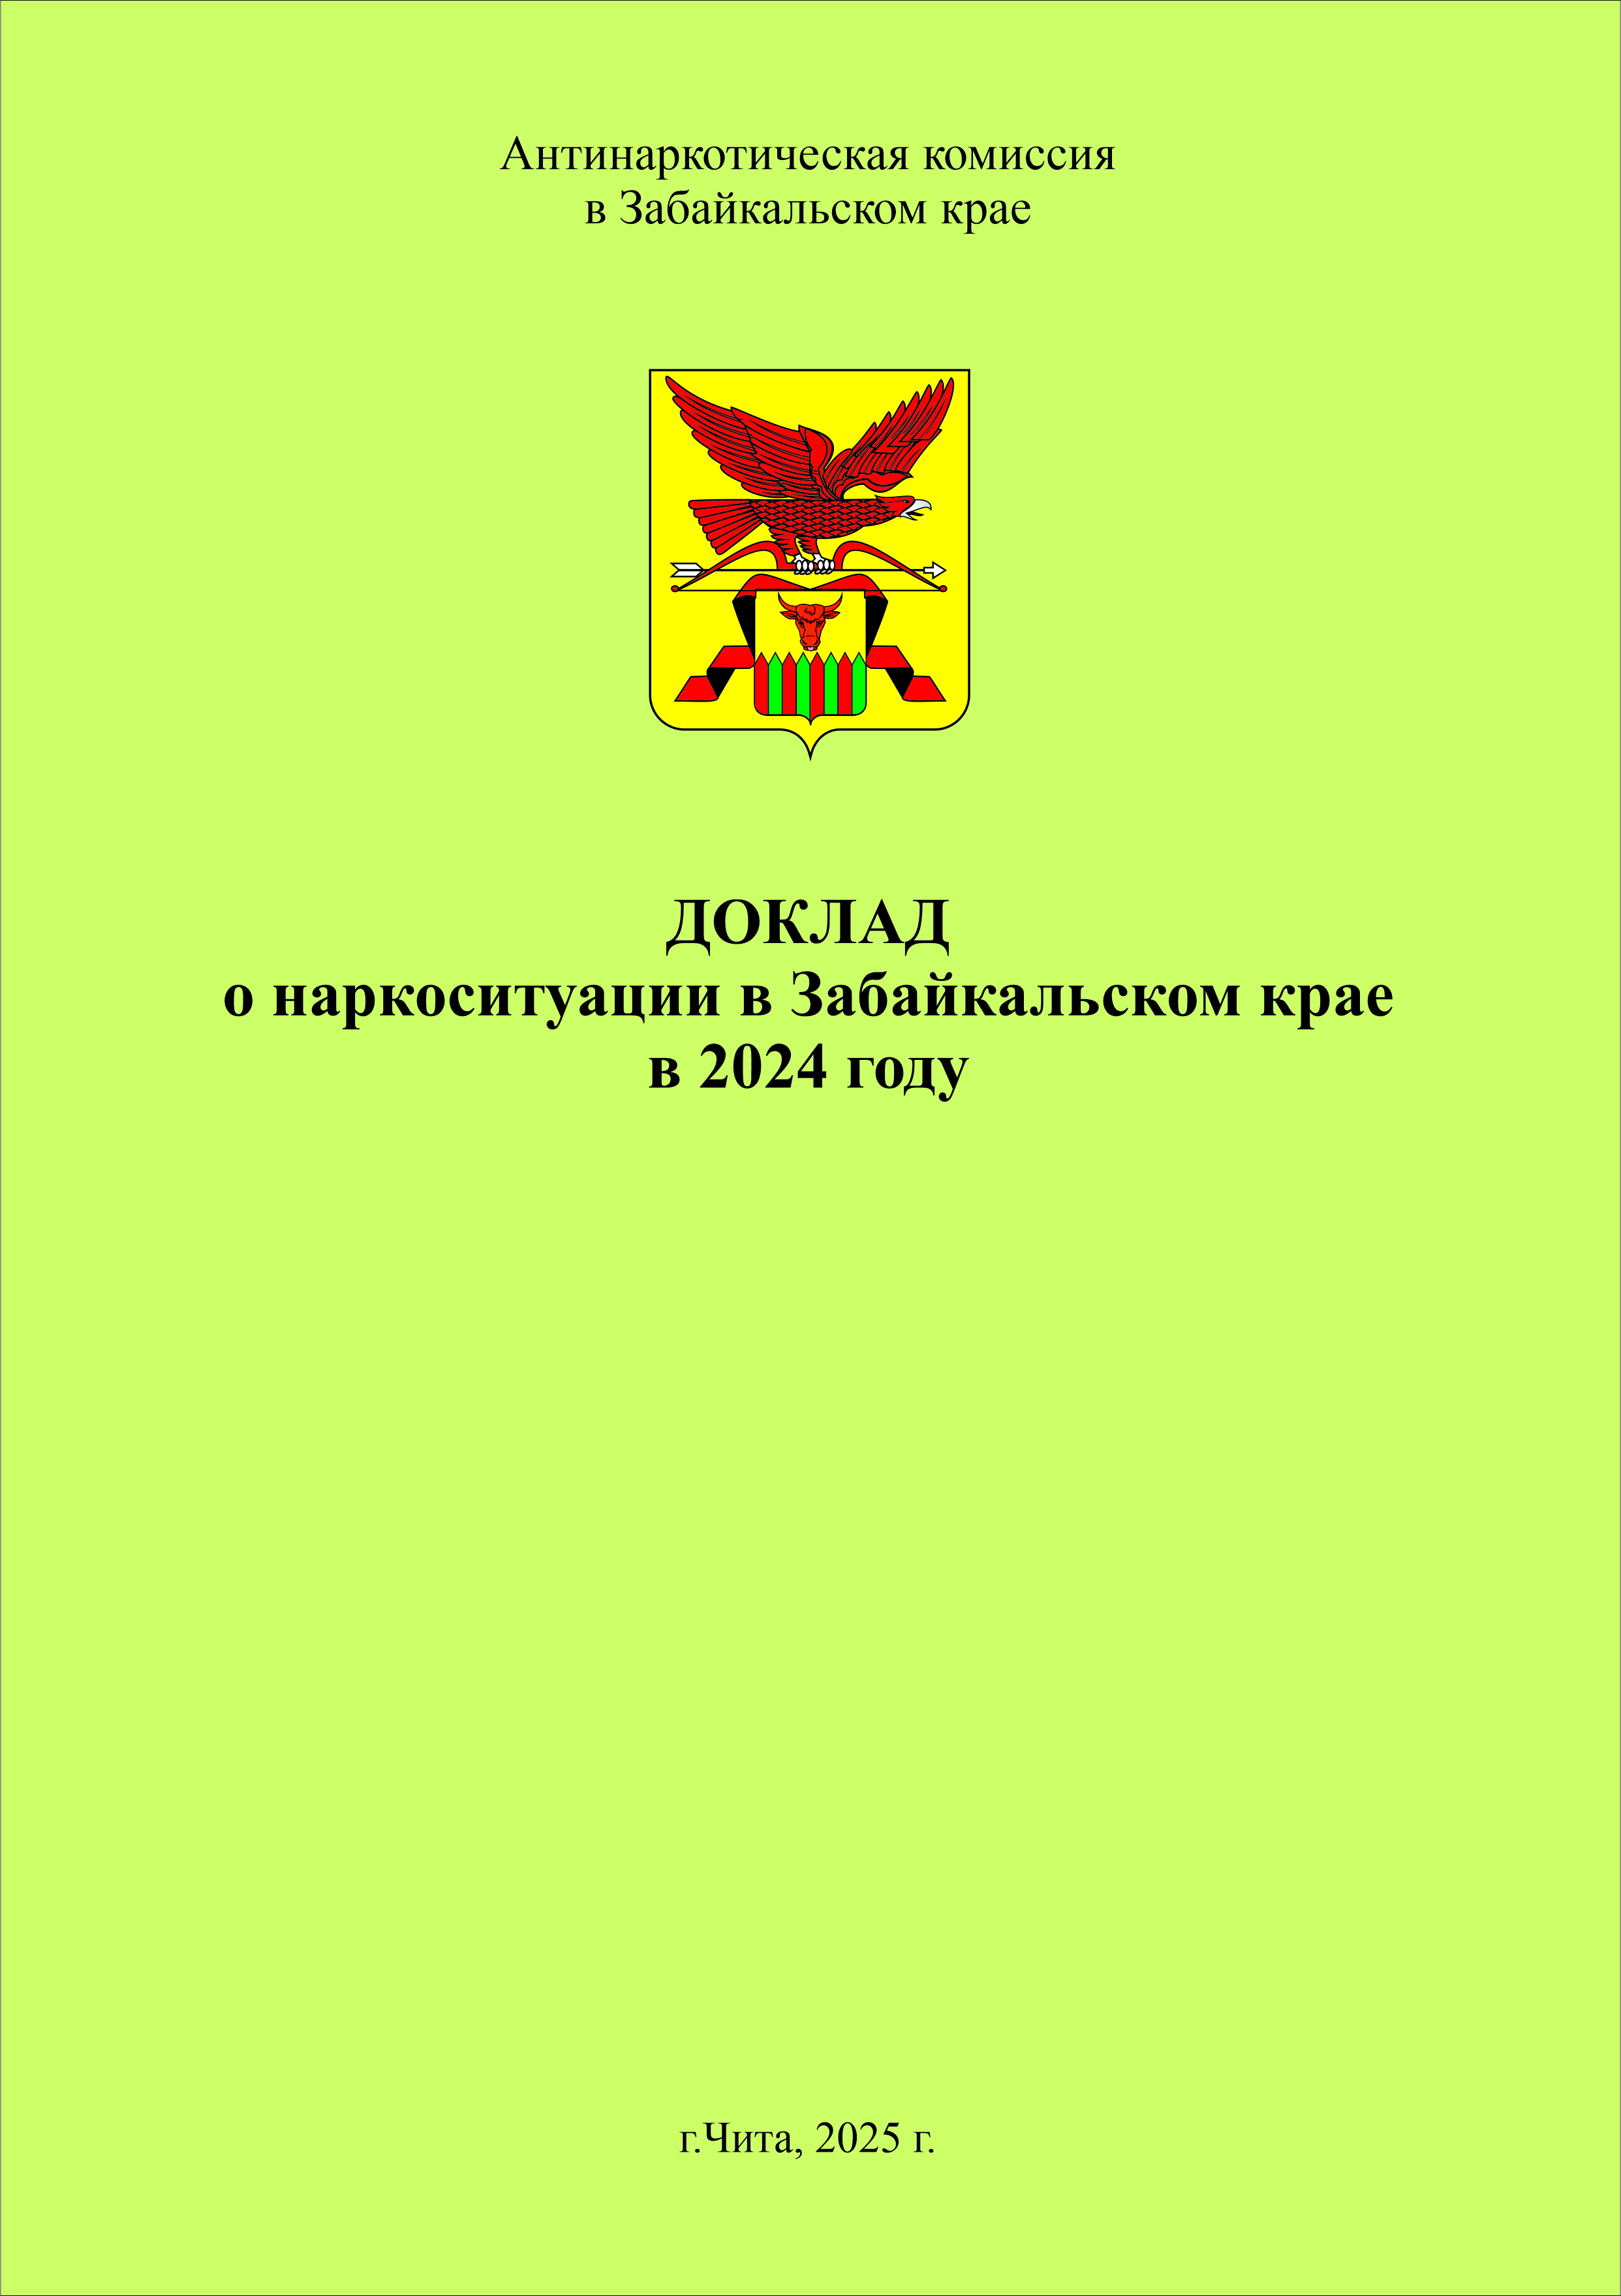 Антинаркотическая комиссия
в Забайкальском крае
ДОКЛАД
о наркоситуации в Забайкальском крае
в 2024 году
г.Чита, 2025 г.